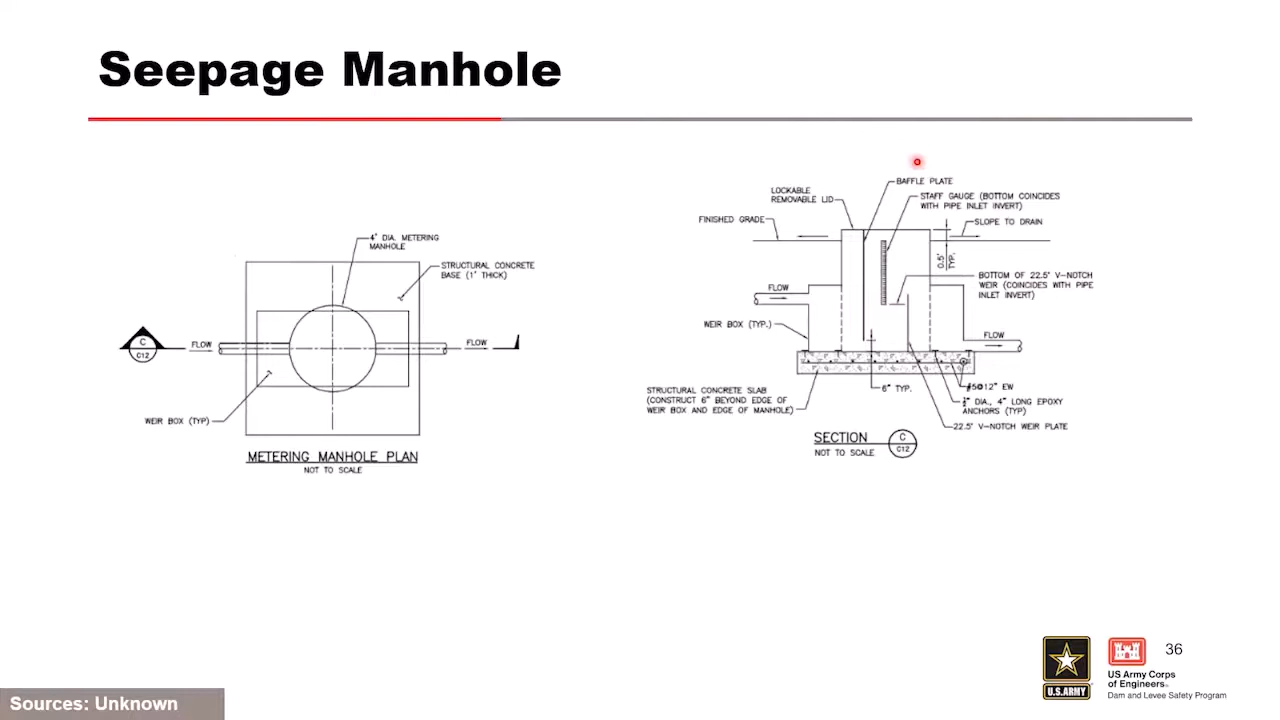 Seepage Manhole
4' DIA. METERING
MANHOLE
STRUCTURAL CONCRETE
BASE (1' THICK)
C
C12
FLOW
FLOW
WEIR BOX (TYP)
METERING MANHOLE PLAN
NOT TO SCALE
BAFFLE PLATE
LOCKABLE
REMOVABLE LID
STAFF GAUGE (BOTTOM COINCIDES
WITH PIPE INLET INVERT)
FINISHED GRADE
SLOPE TO DRAIN
0.5'
TYP.
BOTTOM OF 22.5° V-NOTCH
WEIR (COINCIDES WITH PIPE
INLET INVERT)
FLOW
WEIR BOX (TYP.)
FLOW
6" TYP.
#5@12" EW
STRUCTURAL CONCRETE SLAB
(CONSTRUCT 6" BEYOND EDGE OF
WEIR BOX AND EDGE OF MANHOLE)
½" DIA., 4" LONG EPOXY
ANCHORS (TYP)
22.5° V-NOTCH WEIR PLATE
SECTION
NOT TO SCALE
C
C12
U.S.ARMY
US Army Corps
of Engineers®
Dam and Levee Safety Program
36
Sources: Unknown